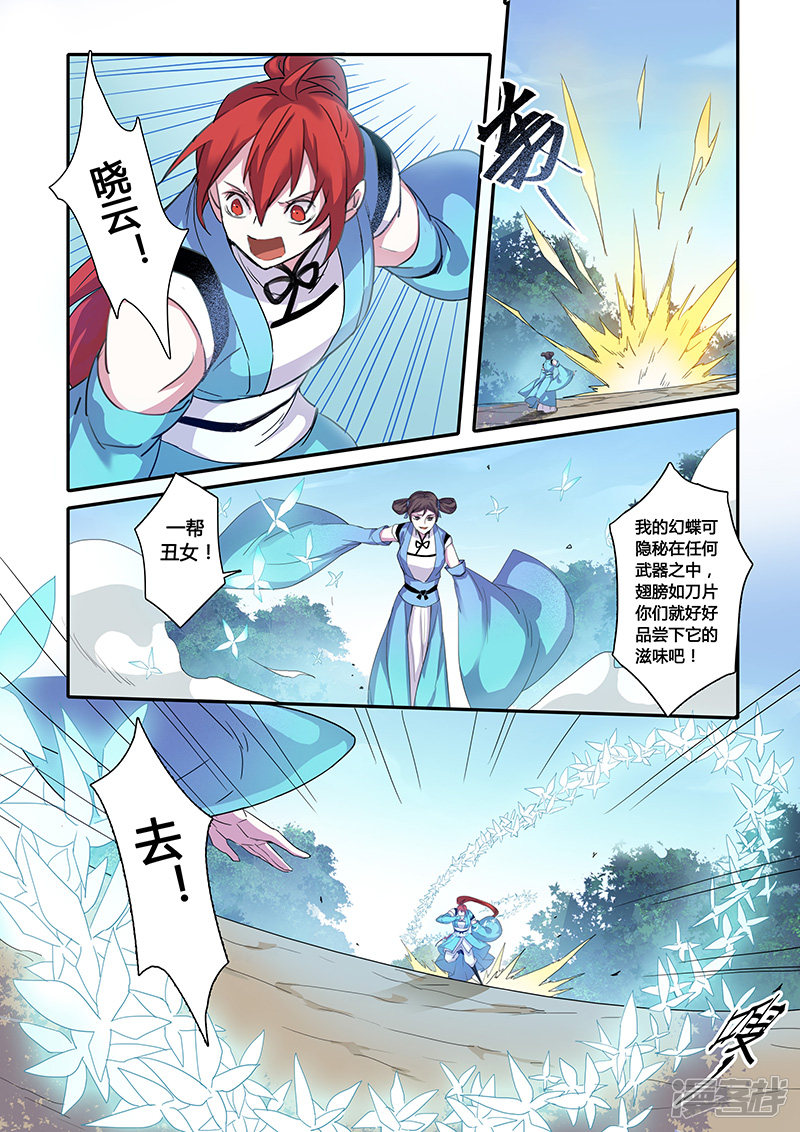 晓云！
轰
一帮
丑女！
我的幻蝶可
隐秘在任何
武器之中，
翅膀如刀片
你们就好好
品尝下它的
滋味吧！
去！
嗖
漫客栈